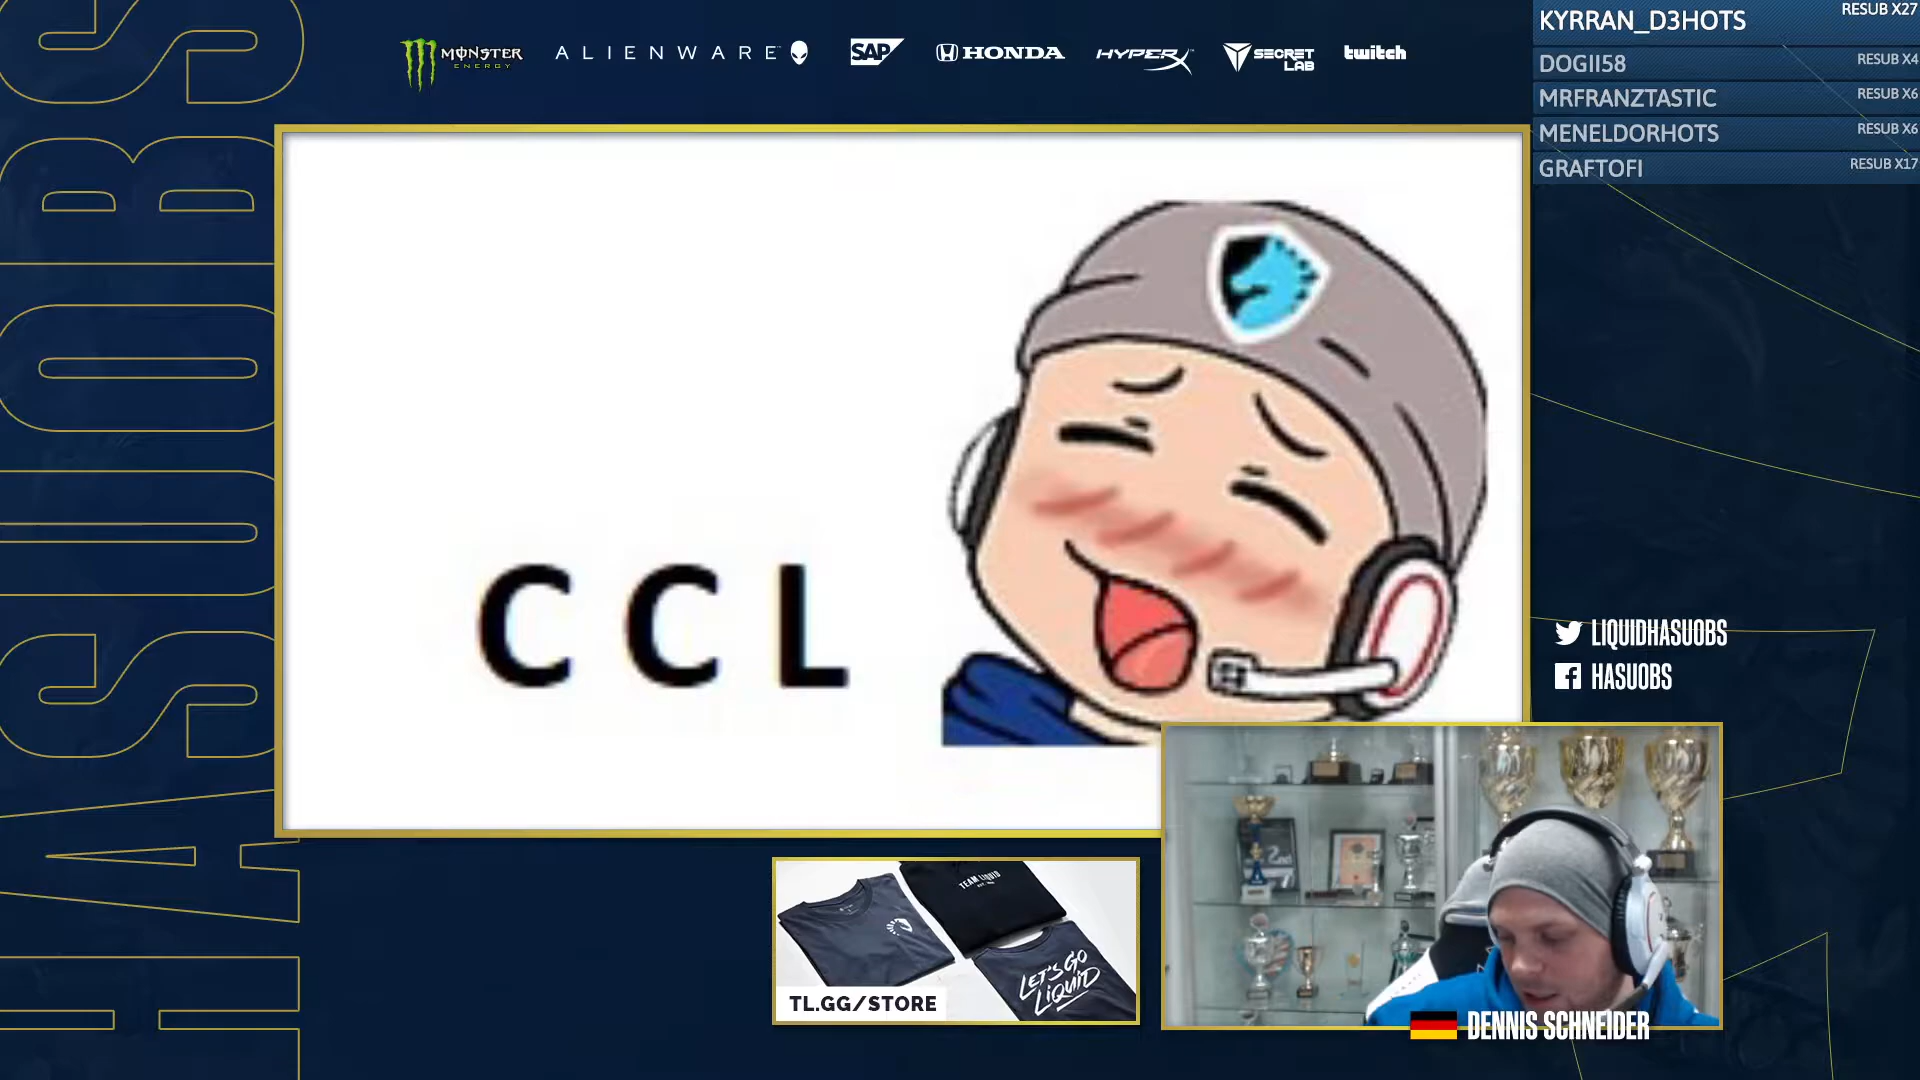 HASUOBS
MONSTER
ENERGY
ALIENWARE
SAP
HONDA
HYPERX
SECRET
LAB
twitch
KYRRAN_D3HOTS RESUB X27
DOGII58 RESUB X4
MRFRANZTASTIC RESUB X6
MENELDORHOTS RESUB X6
GRAFTOFI RESUB X17
C C L
LIQUIDHASUOBS
HASUOBS
2nd
TEAM LIQUID
LET'S GO
LIQUID
TL.GG/STORE
DENNIS SCHNEIDER